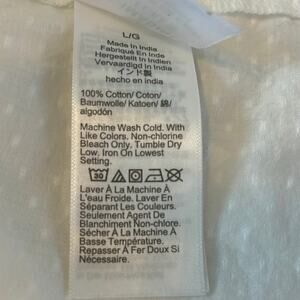 L/G
Made in India
Fabriqué En Inde
Hergestellt In Indien
Vervaardigd In India
インド製
hecho en india
100% Cotton/ Coton/
Baumwolle/ Katoen/ 綿/
algodón
Machine Wash Cold. With
Like Colors. Non-chlorine
Bleach Only, Tumble Dry
Low, Iron On Lowest
Setting.
30
Laver À La Machine À
L'eau Froide. Laver En
Séparant Les Couleurs.
Seulement Agent De
Blanchiment Non-chlore.
Sécher À La Machine À
Basse Température.
Repasser À Fer Doux Si
Nécessaire.